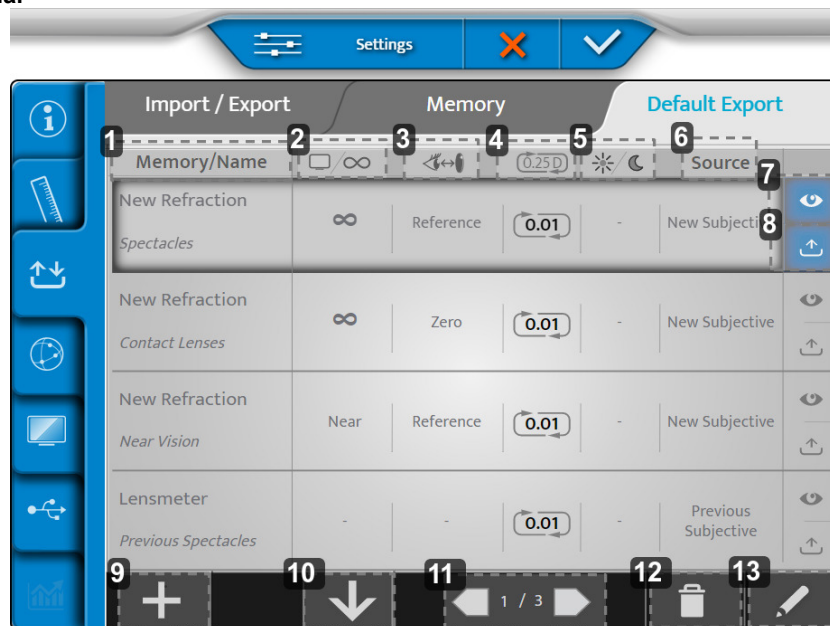 Settings
Import / Export
Memory
Default Export
1
2
3
4
5
6
Memory/Name
∞
0.25 D
Source
7
New Refraction
Spectacles
∞
Reference
0.01
-
New Subjecti
8
New Refraction
Contact Lenses
∞
Zero
0.01
-
New Subjective
New Refraction
Near Vision
Near
Reference
0.01
-
New Subjective
Lensmeter
Previous Spectacles
-
-
0.01
-
Previous
Subjective
9
10
11
12
13
1 / 3